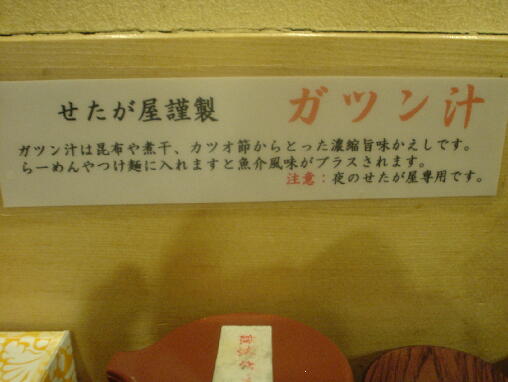 せたが屋謹製 ガツン汁
ガツン汁は昆布や煮干、カツオ節からとった濃縮旨味かえしです。
らーめんやつけ麺に入れますと魚介風味がプラスされます。
注意：夜のせたが屋専用です。